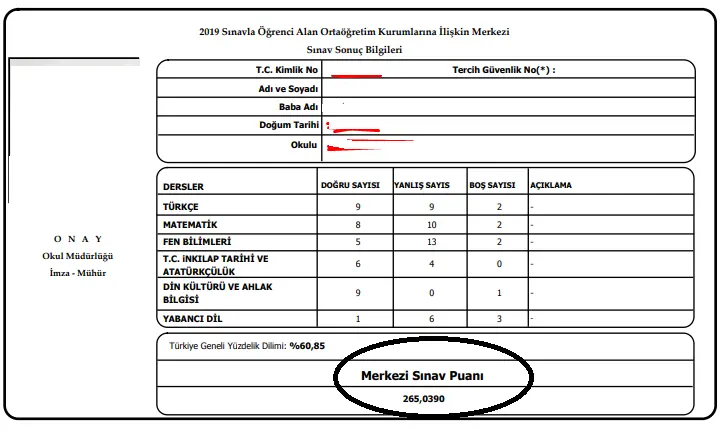 2019 Sınavla Öğrenci Alan Ortaöğretim Kurumlarına İlişkin Merkezi
Sınav Sonuç Bilgileri
T.C. Kimlik No Tercih Güvenlik No(*) :
Adı ve Soyadı
Baba Adı
Doğum Tarihi :
Okulu
DERSLER DOĞRU SAYISI YANLIŞ SAYIS BOŞ SAYISI AÇIKLAMA
TÜRKÇE 9 9 2 -
MATEMATİK 8 10 2 -
FEN BİLİMLERİ 5 13 2 -
T.C. iNKILAP TARİHİ VE
ATATÜRKÇÜLÜK 6 4 0 -
DİN KÜLTÜRÜ VE AHLAK
BİLGİSİ 9 0 1 -
YABANCI DİL 1 6 3 -
O N A Y
Okul Müdürlüğü
İmza - Mühür
Türkiye Geneli Yüzdelik Dilimi: %60,85
Merkezi Sınav Puanı
265,0390